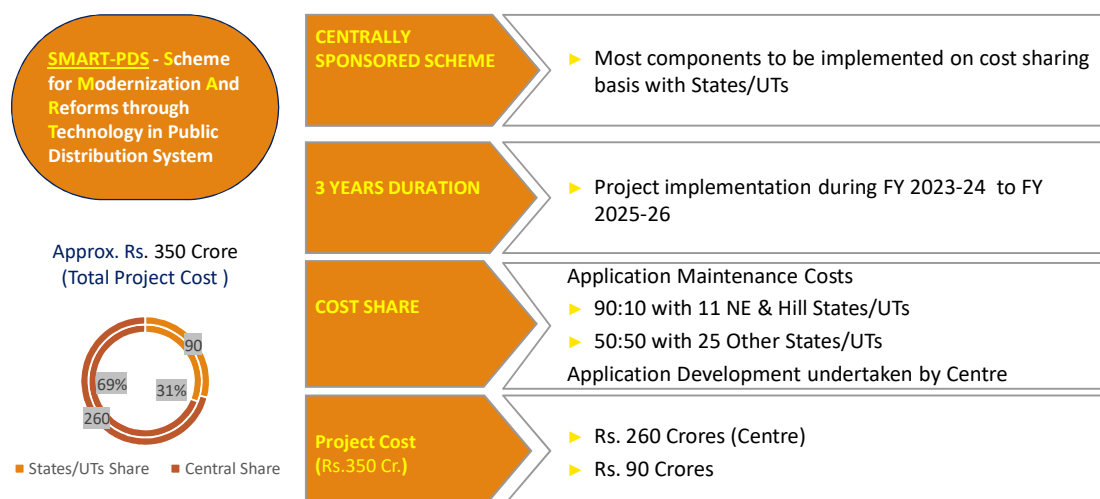 SMART-PDS - Scheme
for Modernization And
Reforms through
Technology in Public
Distribution System
Approx. Rs. 350 Crore
(Total Project Cost )
90
69%
31%
260
States/UTs Share
Central Share
CENTRALLY
SPONSORED SCHEME
► Most components to be implemented on cost sharing
basis with States/UTs
3 YEARS DURATION
► Project implementation during FY 2023-24 to FY
2025-26
COST SHARE
Application Maintenance Costs
► 90:10 with 11 NE & Hill States/UTs
► 50:50 with 25 Other States/UTs
Application Development undertaken by Centre
Project Cost
(Rs.350 Cr.)
► Rs. 260 Crores (Centre)
► Rs. 90 Crores